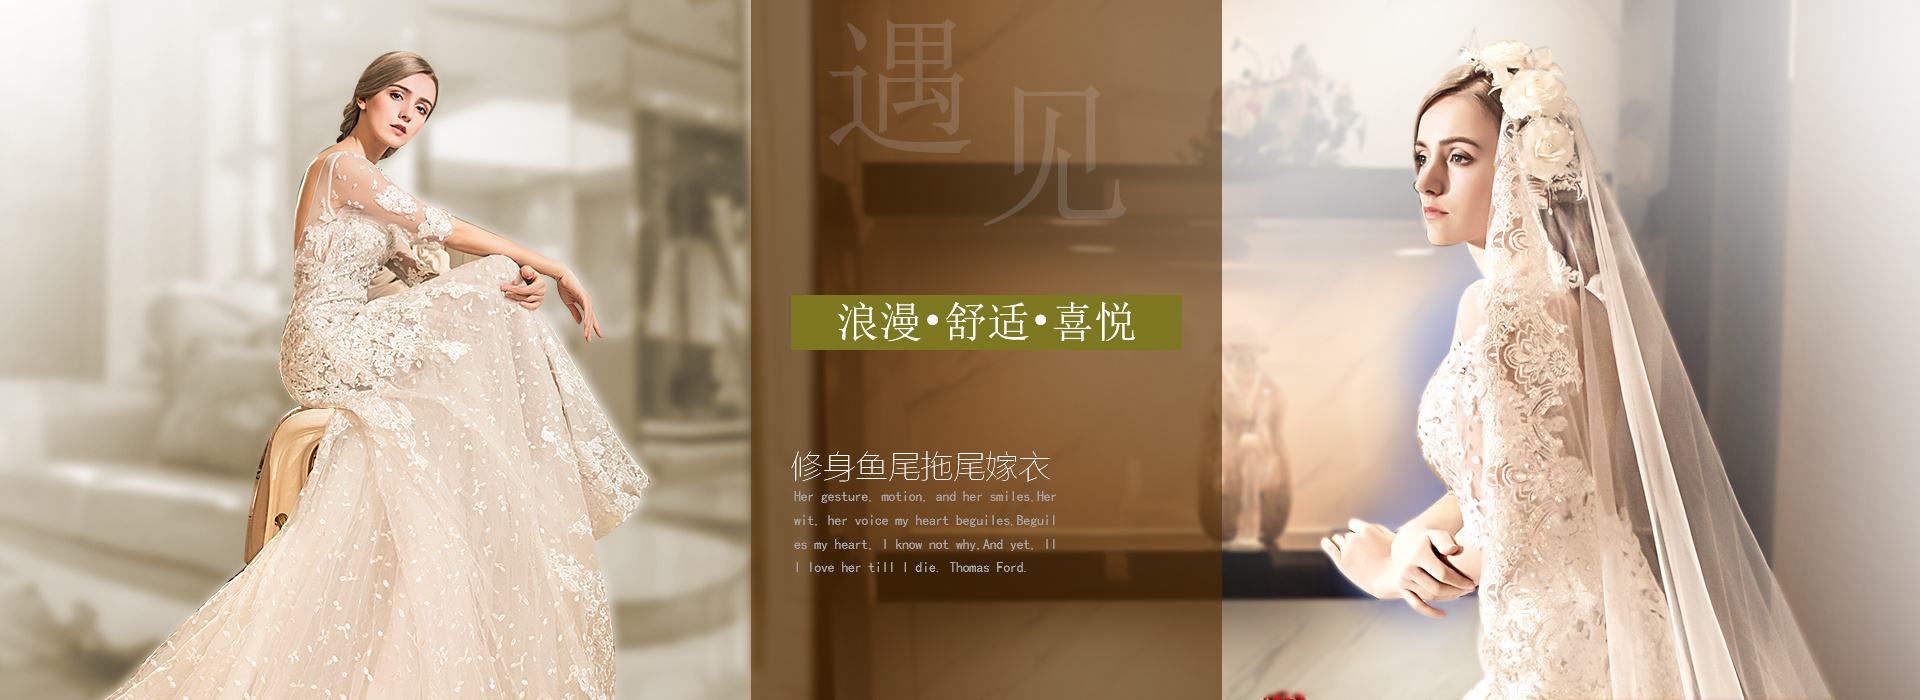 遇见
浪漫•舒适•喜悦
修身鱼尾拖尾嫁衣
Her gesture, motion, and her smiles,Her
wit, her voice my heart beguiles,Beguil
es my heart, I know not why,And yet, Il
l love her till I die. Thomas Ford.